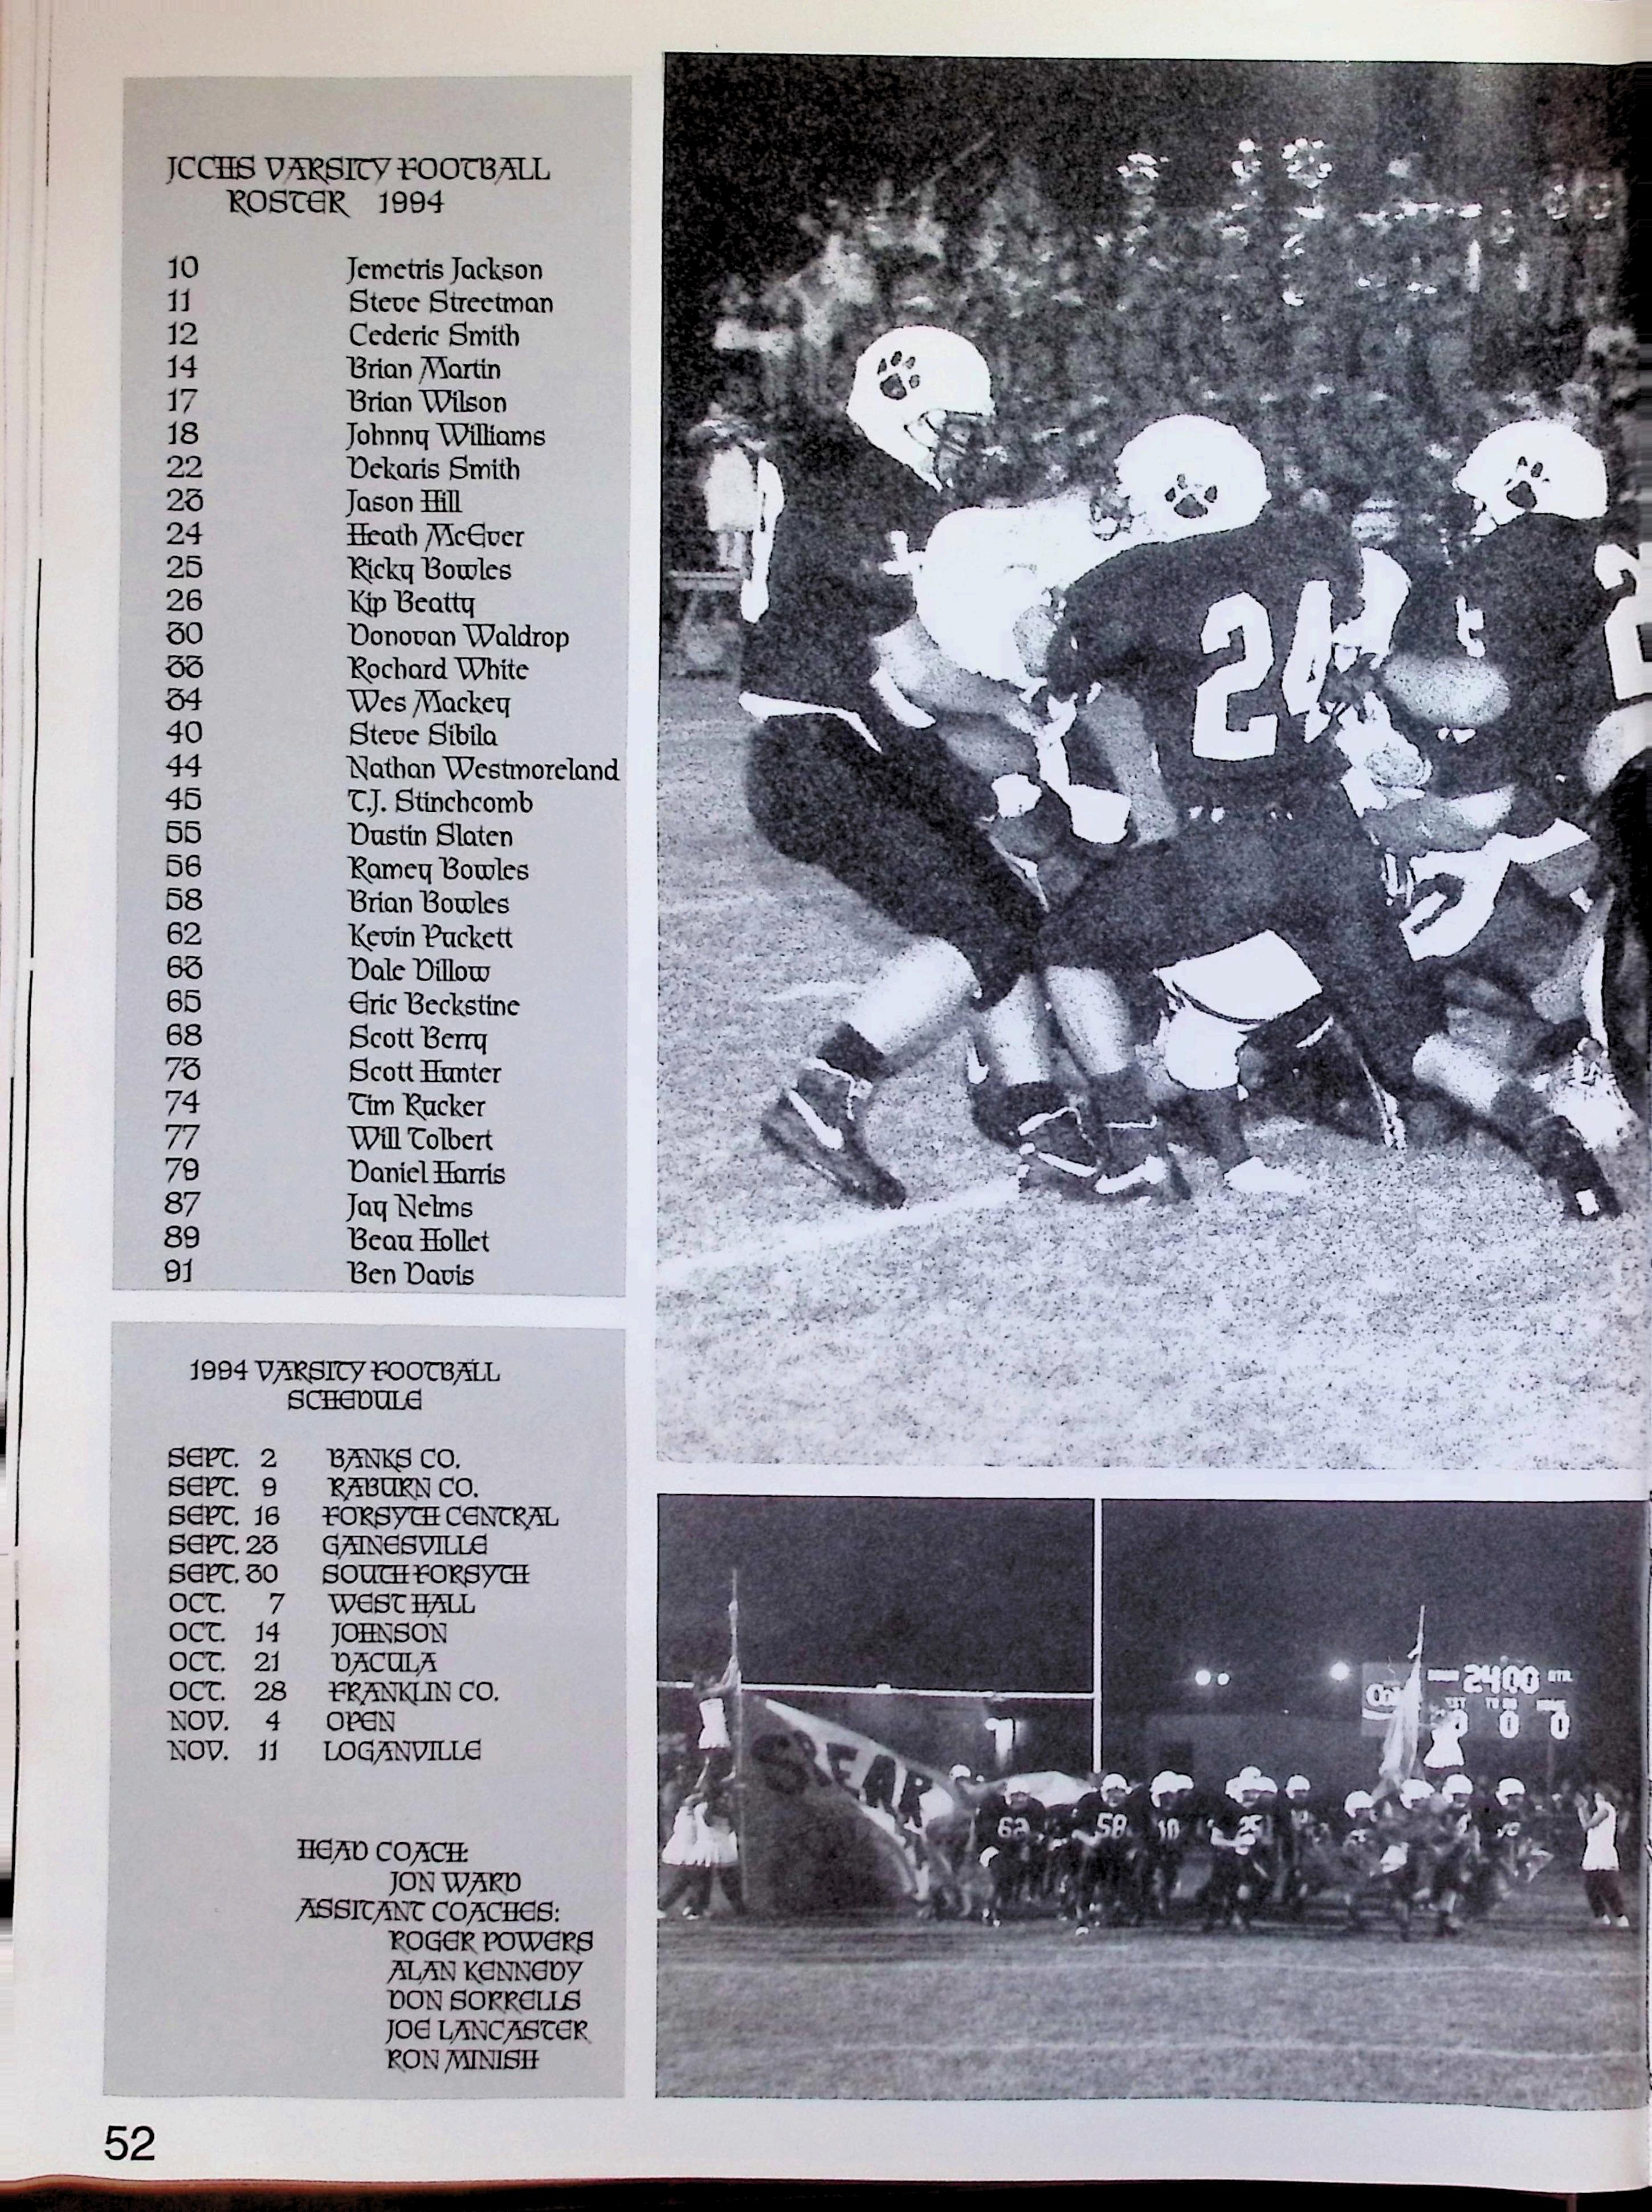 JCCHS VARSITY FOOTBALL
ROSTER 1994
10 Jemetris Jackson
11 Steve Streetman
12 Cederic Smith
14 Brian Martin
17 Brian Wilson
18 Johnny Williams
22 Dekaris Smith
23 Jason Hill
24 Heath McEver
25 Ricky Bowles
26 Kip Beatty
30 Donovan Waldrop
33 Rochard White
34 Wes Mackey
40 Steve Sibila
44 Nathan Westmoreland
45 T.J. Stinchcomb
55 Dustin Slaten
56 Ramey Bowles
58 Brian Bowles
62 Kevin Puckett
63 Dale Dillow
65 Eric Beckstine
68 Scott Berry
73 Scott Hunter
74 Tim Rucker
77 Will Tolbert
79 Daniel Harris
87 Jay Nelms
89 Beau Hollet
91 Ben Davis
1994 VARSITY FOOTBALL
SCHEDULE
SEPT. 2 BANKS CO.
SEPT. 9 RABURN CO.
SEPT. 16 FORSYTH CENTRAL
SEPT. 23 GAINESVILLE
SEPT. 30 SOUTH FORSYTH
OCT. 7 WEST HALL
OCT. 14 JOHNSON
OCT. 21 DACULA
OCT. 28 FRANKLIN CO.
NOV. 4 OPEN
NOV. 11 LOGANVILLE
HEAD COACH:
JON WARD
ASSITANT COACHES:
ROGER POWERS
ALAN KENNEDY
DON SORRELLS
JOE LANCASTER
RON MINISH
52
24
2400
0 0 0
SPEAR
62 58 10 25